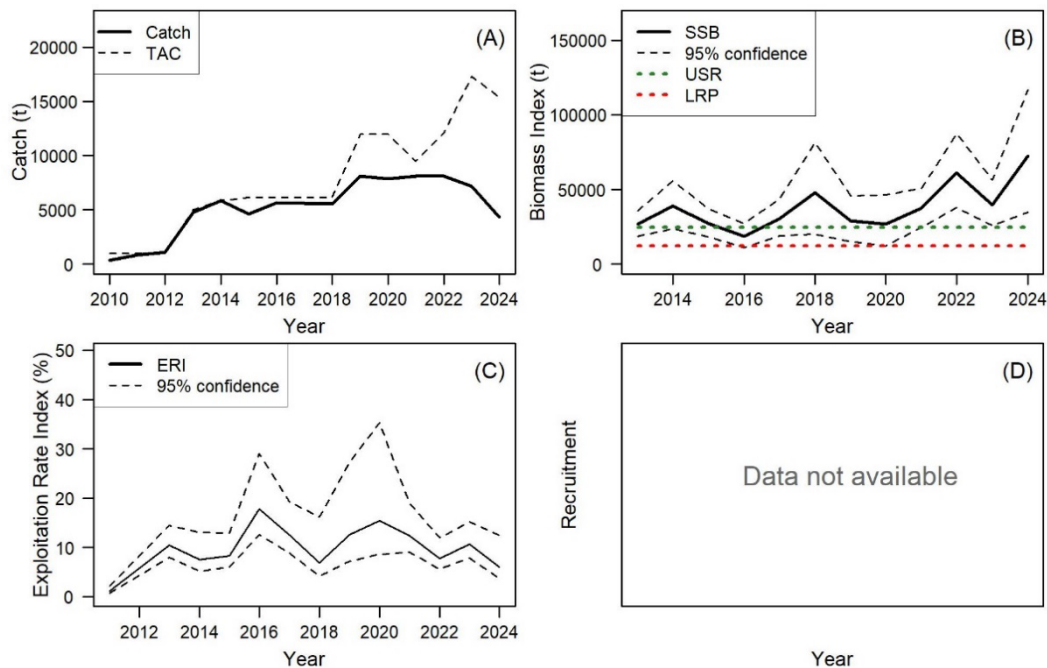 (A)
Catch
TAC
Catch (t)
20000
15000
10000
5000
0
2010 2012 2014 2016 2018 2020 2022 2024
Year
(B)
SSB
95% confidence
USR
LRP
Biomass Index (t)
150000
100000
50000
0
2014 2016 2018 2020 2022 2024
Year
(C)
ERI
95% confidence
Exploitation Rate Index (%)
50
40
30
20
10
0
2012 2014 2016 2018 2020 2022 2024
Year
(D)
Recruitment
Data not available
Year